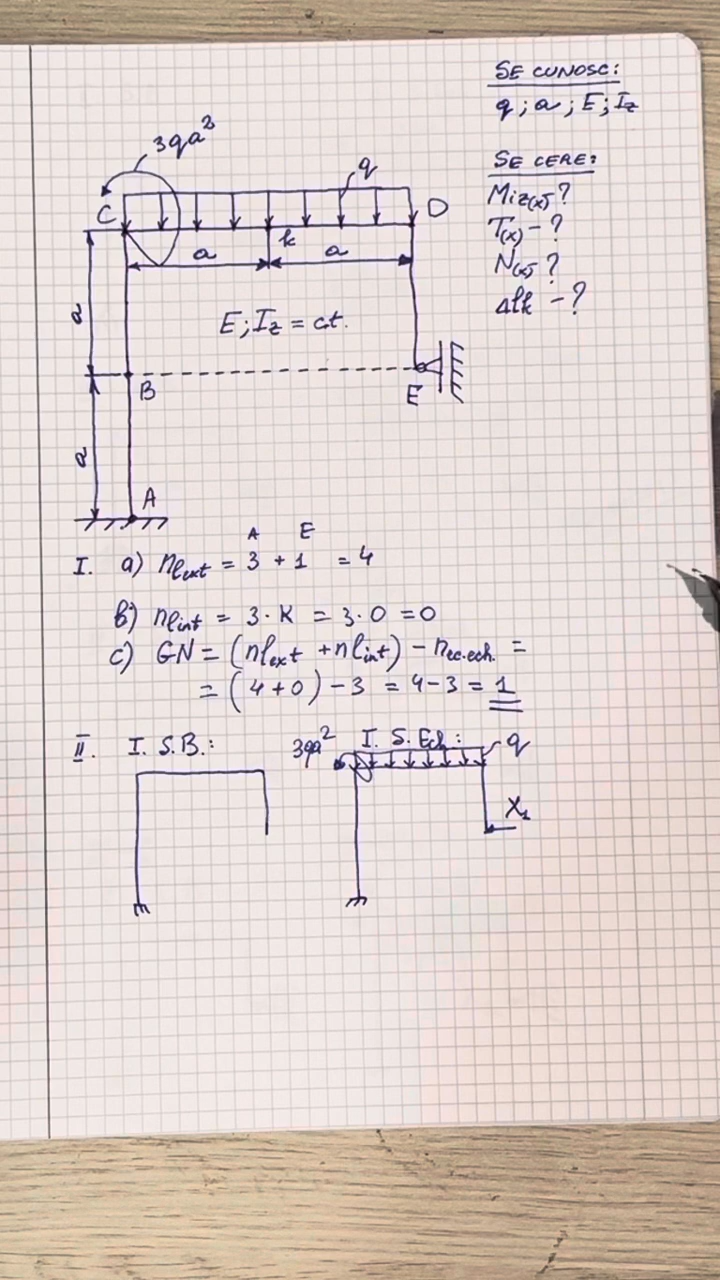 SE CUNOSC:
q ; a ; E ; Iz
3qa²
q
SE CERE:
Miz(x)?
T(x) - ?
N(x)?
Δlk - ?
C
D
k
a
a
a
E; Iz = ct.
B
E
a
A
A E
I. a) nlext = 3 + 1 = 4
b) nlint = 3 · K = 3 · 0 = 0
c) GN = (nlext + nlint) - nec.ech. =
= (4 + 0) - 3 = 4 - 3 = 1
II. I. S.B.:
3qa²
I. S.Ech.:
q
X1